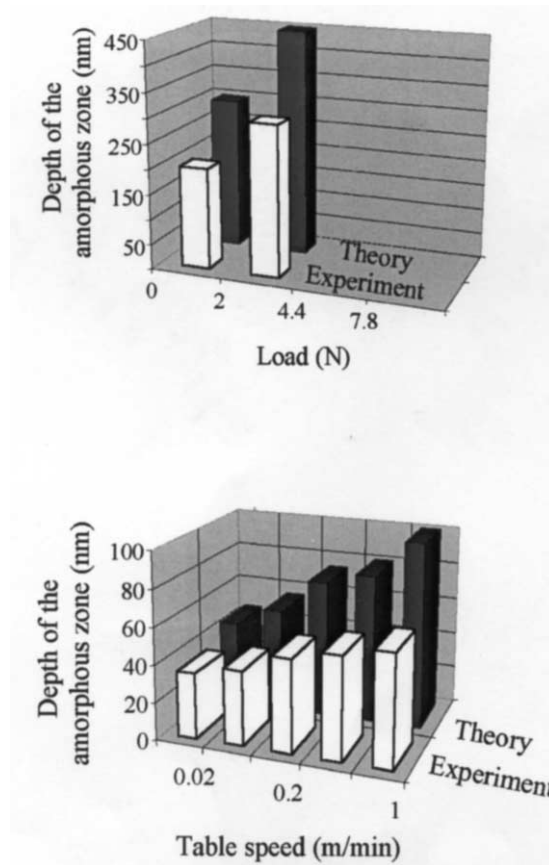 450
350
250
150
50
Depth of the
amorphous zone (nm)
Theory
Experiment
0
2
4.4
7.8
Load (N)
100
80
60
40
20
0
Depth of the
amorphous zone (nm)
Theory
Experiment
0.02
0.2
1
Table speed (m/min)